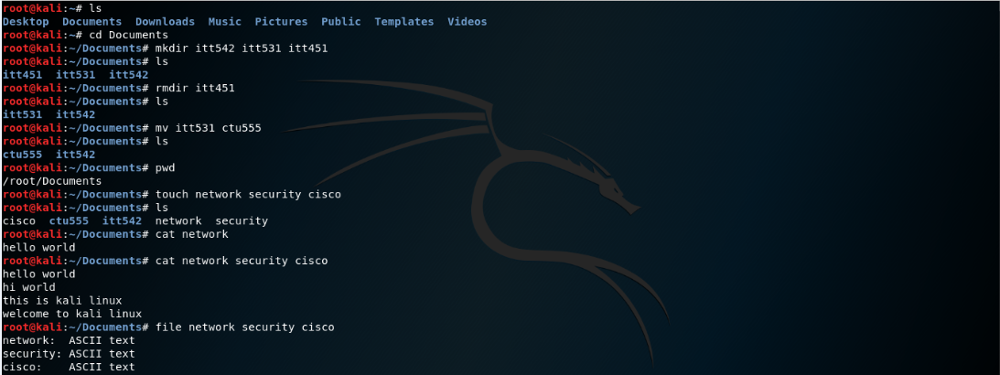 root@kali:~# ls
Desktop  Documents  Downloads  Music  Pictures  Public  Templates  Videos
root@kali:~# cd Documents
root@kali:~/Documents# mkdir itt542 itt531 itt451
root@kali:~/Documents# ls
itt451  itt531  itt542
root@kali:~/Documents# rmdir itt451
root@kali:~/Documents# ls
itt531  itt542
root@kali:~/Documents# mv itt531 ctu555
root@kali:~/Documents# ls
ctu555  itt542
root@kali:~/Documents# pwd
/root/Documents
root@kali:~/Documents# touch network security cisco
root@kali:~/Documents# ls
cisco  ctu555  itt542  network  security
root@kali:~/Documents# cat network
hello world
root@kali:~/Documents# cat network security cisco
hello world
hi world
this is kali linux
welcome to kali linux
root@kali:~/Documents# file network security cisco
network:  ASCII text
security: ASCII text
cisco:    ASCII text